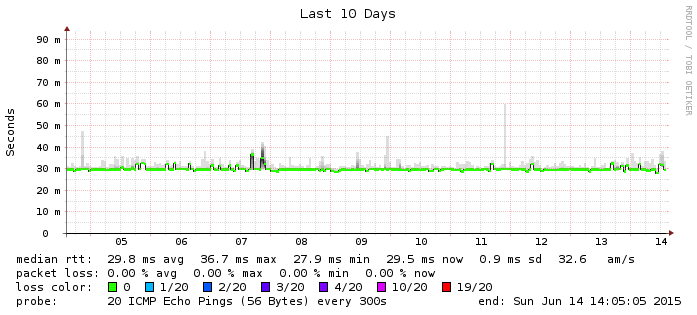 Last 10 Days
RRDTOOL / TOBI OETIKER
Seconds
90 m
80 m
70 m
60 m
50 m
40 m
30 m
20 m
10 m
0
05 06 07 08 09 10 11 12 13 14
median rtt: 29.8 ms avg 36.7 ms max 27.9 ms min 29.5 ms now 0.9 ms sd 32.6 am/s
packet loss: 0.00 % avg 0.00 % max 0.00 % min 0.00 % now
loss color: 0 1/20 2/20 3/20 4/20 10/20 19/20
probe: 20 ICMP Echo Pings (56 Bytes) every 300s end: Sun Jun 14 14:05:05 2015